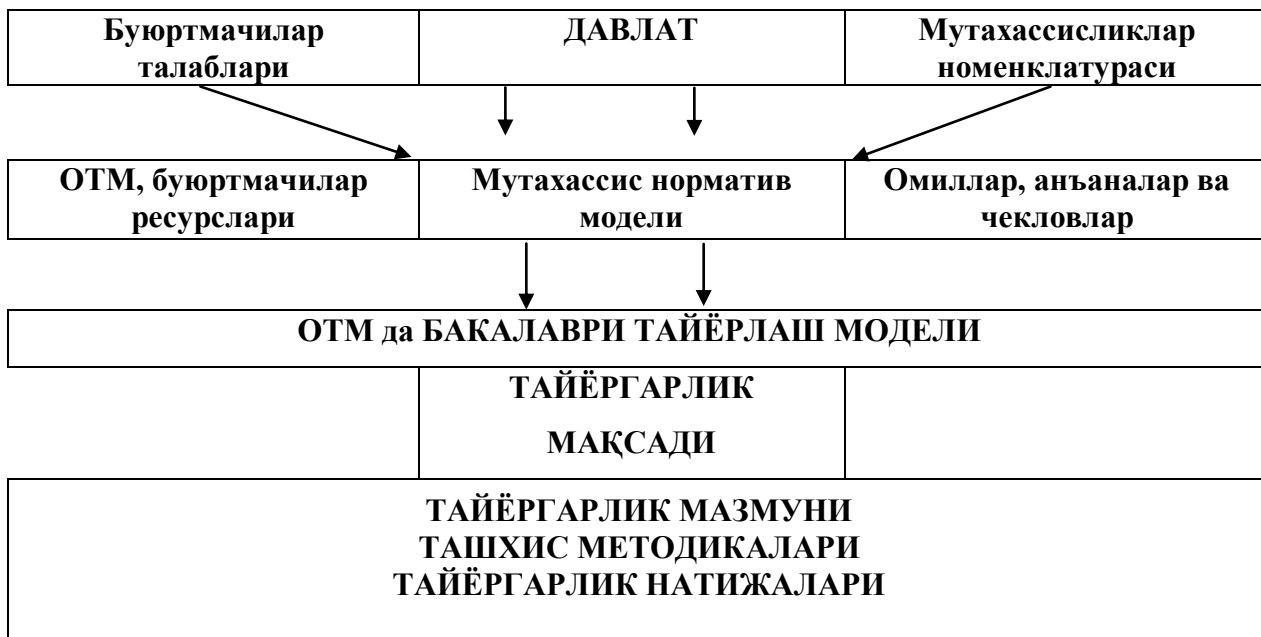 Буюртмачилар
талаблари
ДАВЛАТ
Мутахассисликлар
номенклатураси
ОТМ, буюртмачилар
ресурслари
Мутахассис норматив
модели
Омиллар, анъаналар ва
чекловлар
ОТМ да БАКАЛАВРИ ТАЙЁРЛАШ МОДЕЛИ
ТАЙЁРГАРЛИК
МАҚСАДИ
ТАЙЁРГАРЛИК МАЗМУНИ
ТАШХИС МЕТОДИКАЛАРИ
ТАЙЁРГАРЛИК НАТИЖАЛАРИ